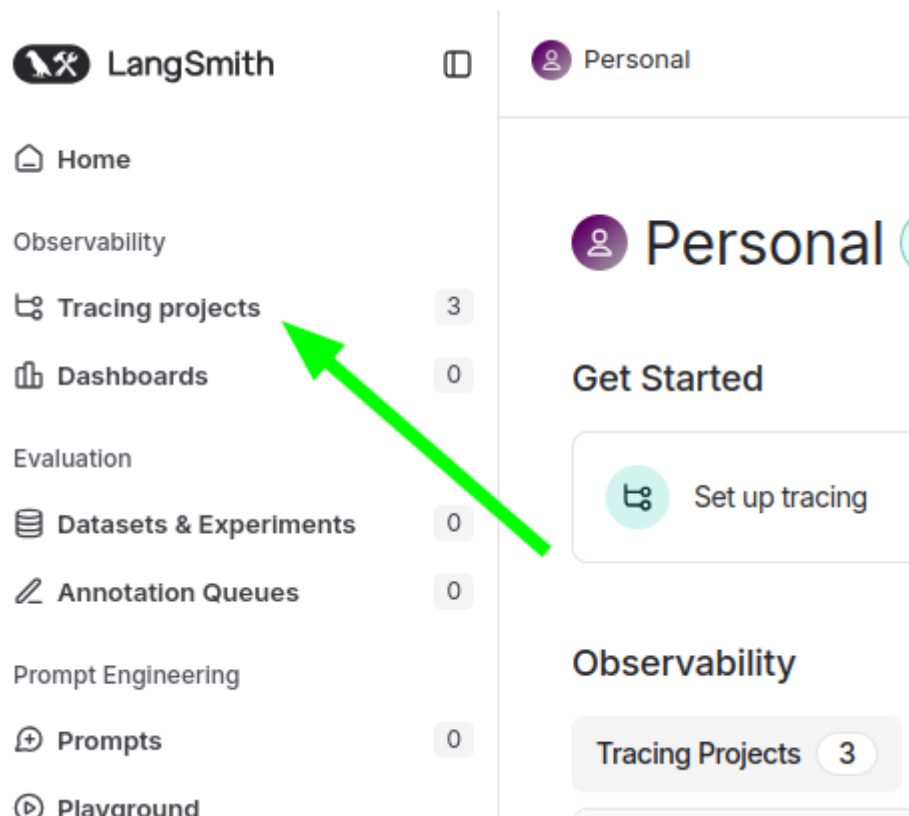 LangSmith
Home
Observability
Tracing projects 3
Dashboards 0
Evaluation
Datasets & Experiments 0
Annotation Queues 0
Prompt Engineering
Prompts 0
Playground
Personal
Personal
Get Started
Set up tracing
Observability
Tracing Projects 3